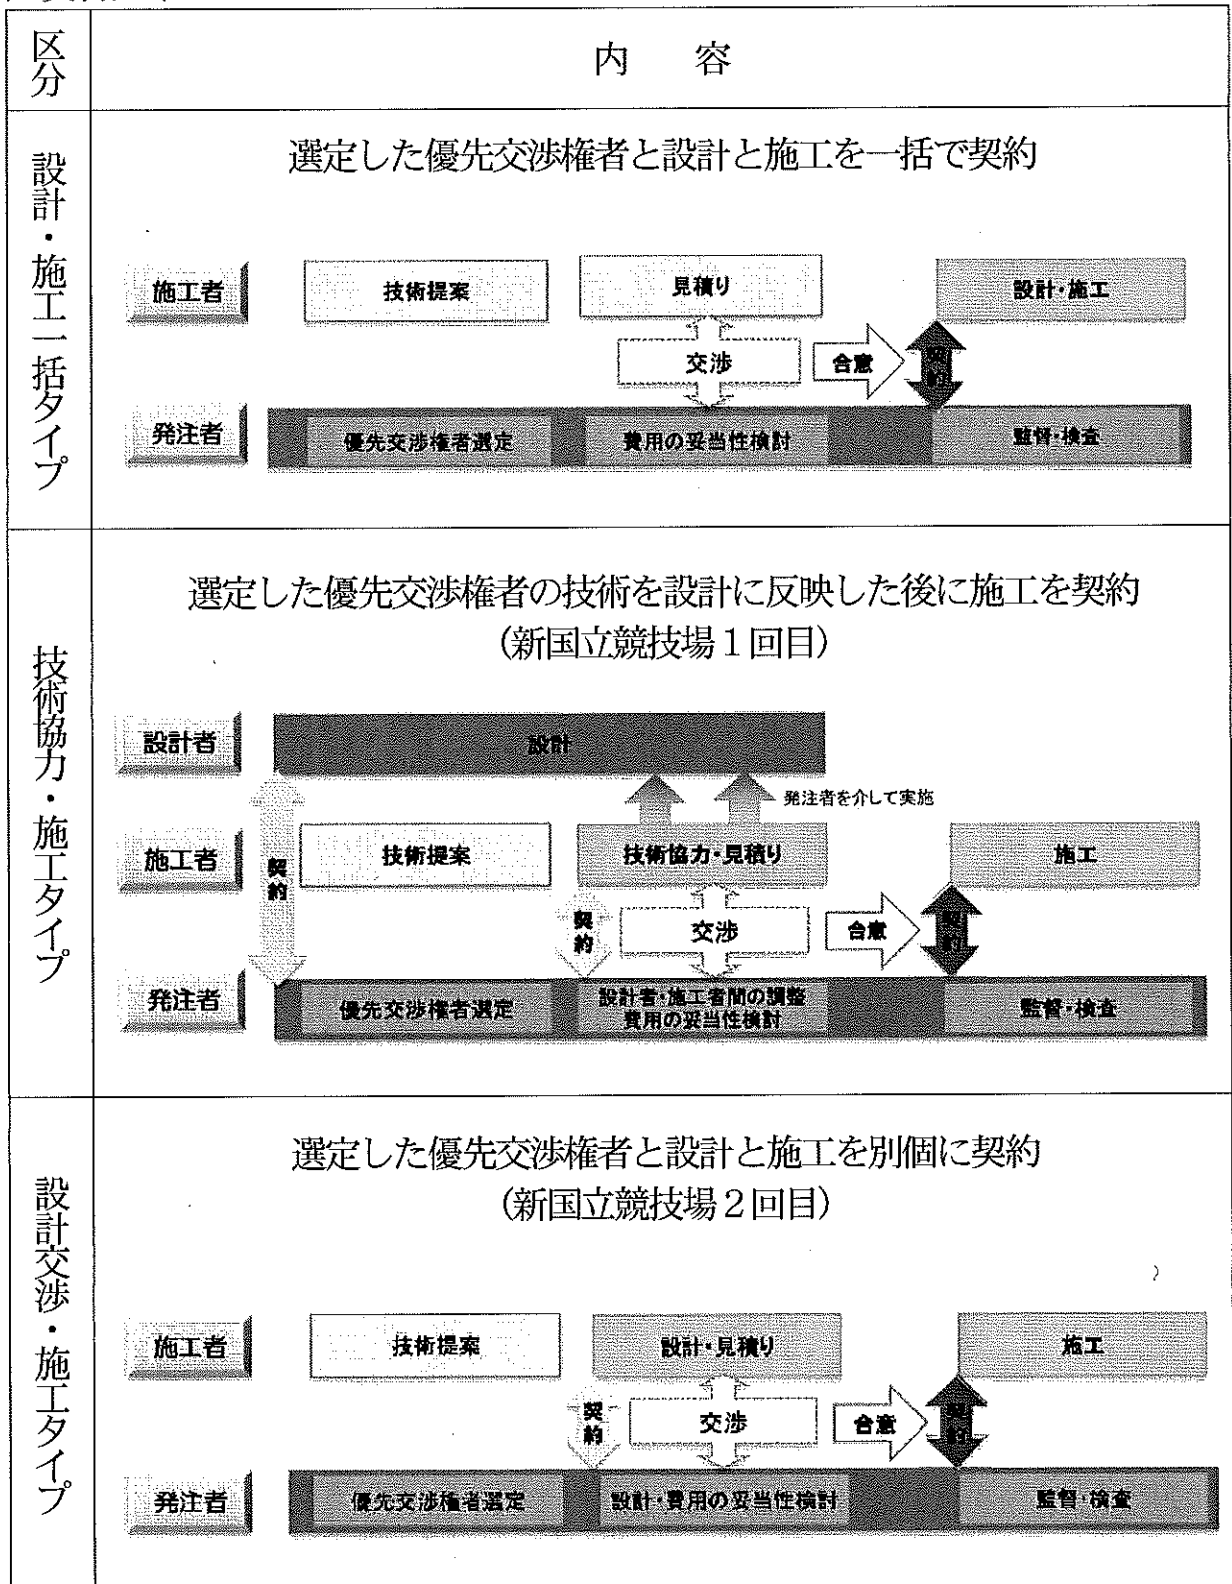 区分
内　容
設計・施工一括タイプ
選定した優先交渉権者と設計と施工を一括で契約
施工者
技術提案
見積り
設計・施工
交渉
合意
契約
発注者
優先交渉権者選定
費用の妥当性検討
監督・検査
技術協力・施工タイプ
選定した優先交渉権者の技術を設計に反映した後に施工を契約
(新国立競技場１回目)
設計者
設計
発注者を介して実施
契約
施工者
技術提案
技術協力・見積り
施工
契約
交渉
合意
契約
発注者
優先交渉権者選定
設計者・施工者間の調整
費用の妥当性検討
監督・検査
設計交渉・施工タイプ
選定した優先交渉権者と設計と施工を別個に契約
(新国立競技場２回目)
施工者
技術提案
設計・見積り
施工
契約
交渉
合意
契約
発注者
優先交渉権者選定
設計・費用の妥当性検討
監督・検査